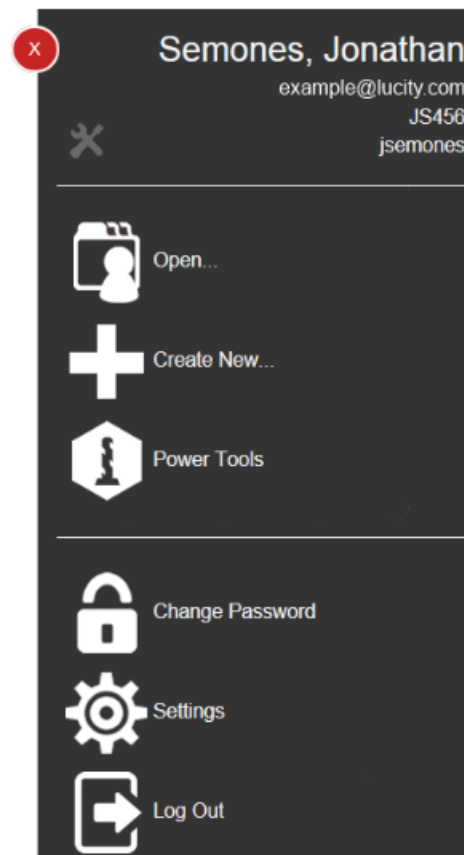 X
Semones, Jonathan
example@lucity.com
JS456
jsemones
Open...
Create New...
Power Tools
Change Password
Settings
Log Out